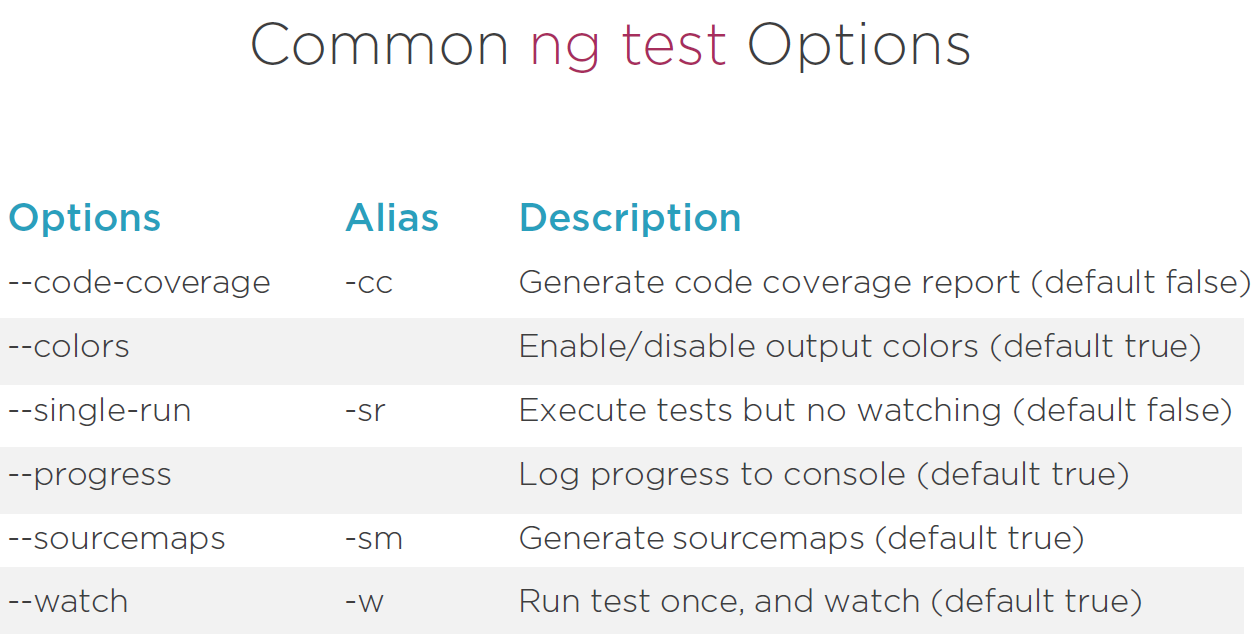 Common ng test Options
Options Alias Description
--code-coverage -cc Generate code coverage report (default false)
--colors Enable/disable output colors (default true)
--single-run -sr Execute tests but no watching (default false)
--progress Log progress to console (default true)
--sourcemaps -sm Generate sourcemaps (default true)
--watch -w Run test once, and watch (default true)